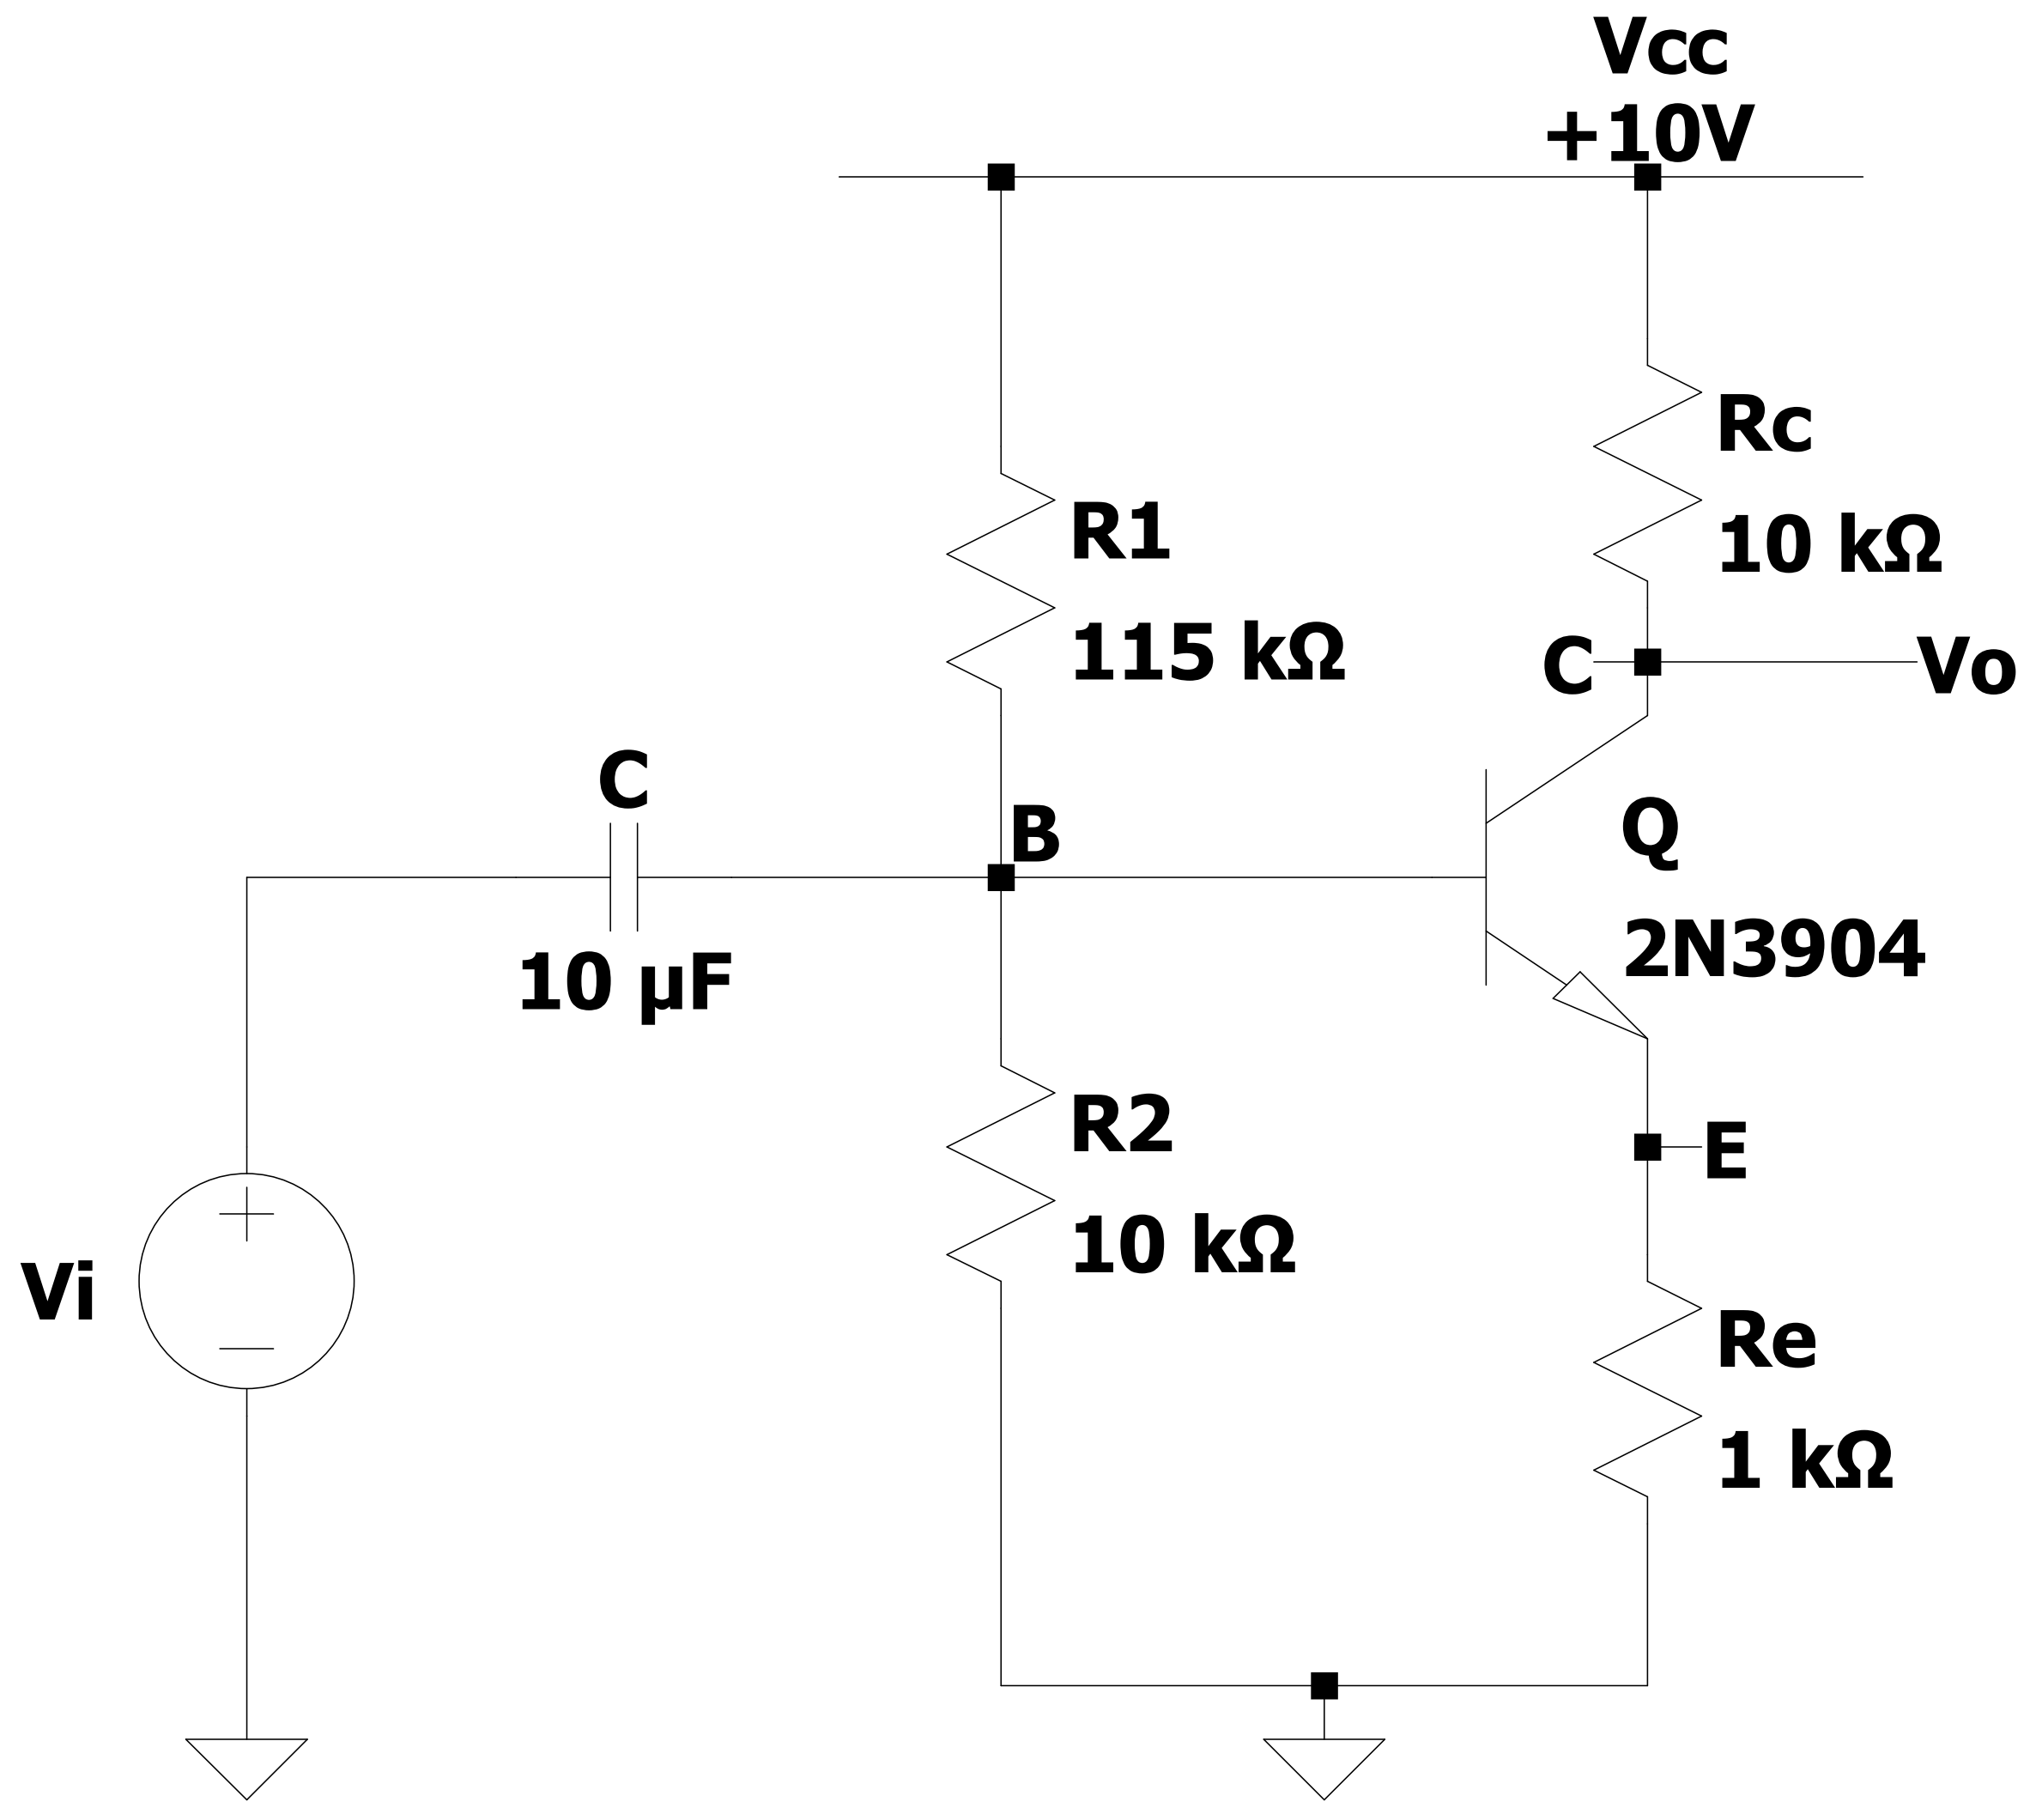 Vcc
+10V
Rc
10 kΩ
R1
115 kΩ
C
Vo
C
10 µF
B
Q
2N3904
R2
10 kΩ
E
Vi
Re
1 kΩ